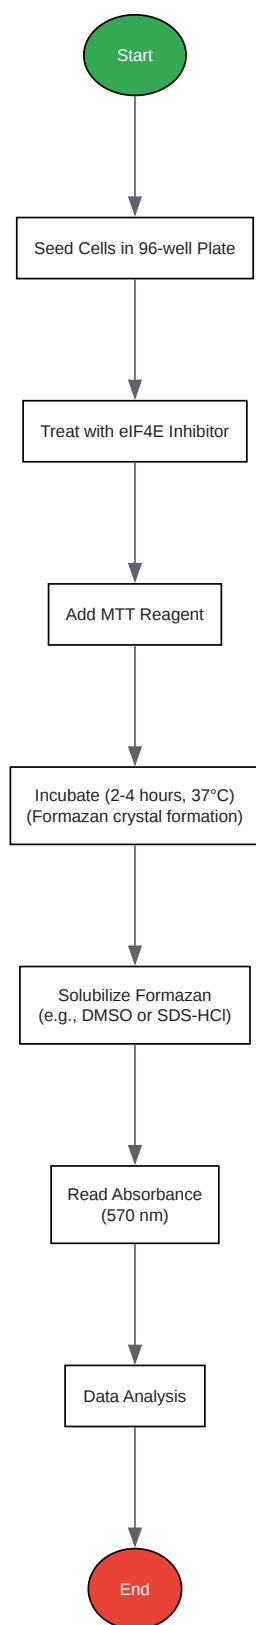 Start
Seed Cells in 96-well Plate
Treat with eIF4E Inhibitor
Add MTT Reagent
Incubate (2-4 hours, 37°C)
(Formazan crystal formation)
Solubilize Formazan
(e.g., DMSO or SDS-HCl)
Read Absorbance
(570 nm)
Data Analysis
End